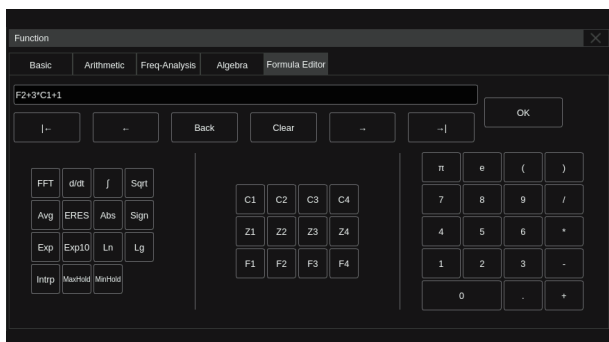 Function
Basic Arithmetic Freq-Analysis Algebra Formula Editor
F2+3*C1+1
OK
|← ← Back Clear → →|
FFT d/dt ∫ Sqrt
Avg ERES Abs Sign
Exp Exp10 Ln Lg
Intrp MaxHold MinHold
C1 C2 C3 C4
Z1 Z2 Z3 Z4
F1 F2 F3 F4
π e ( )
7 8 9 /
4 5 6 *
1 2 3 -
0 . +